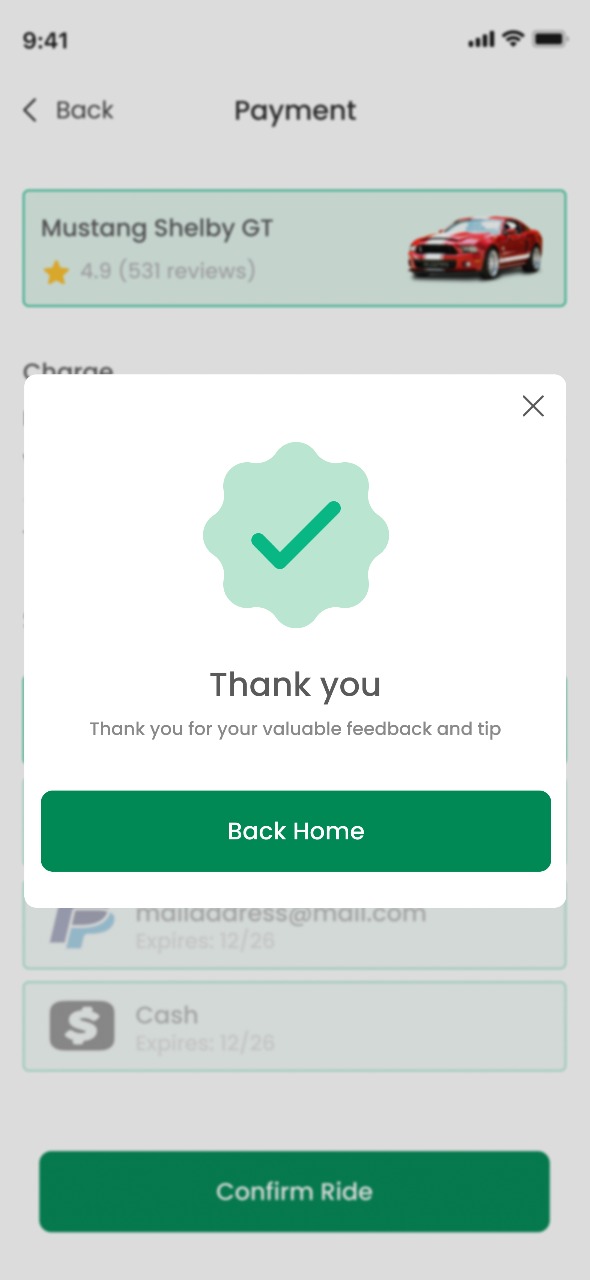 9:41
Back
Payment
Mustang Shelby GT
4.9 (531 reviews)
Charge
Thank you
Thank you for your valuable feedback and tip
Back Home
mailaddress@mail.com
Expires: 12/26
Cash
Expires: 12/26
Confirm Ride